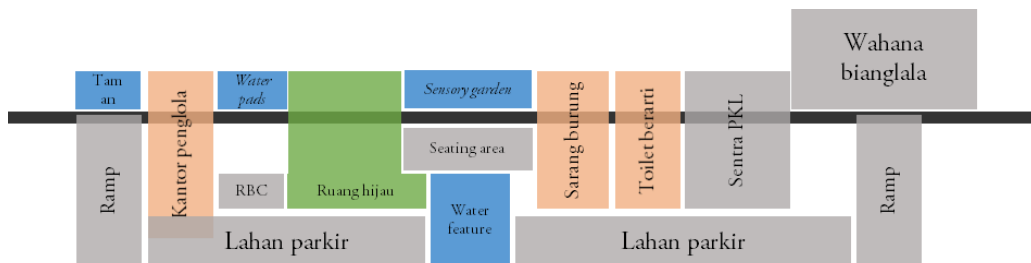 Wahana
bianglala
Tam
an
Kantor penglola
Water
pads
Sensory garden
Sarang burung
Toilet berarti
Sentra PKL
Seating area
Ramp
RBC
Ruang hijau
Water
feature
Ramp
Lahan parkir
Lahan parkir